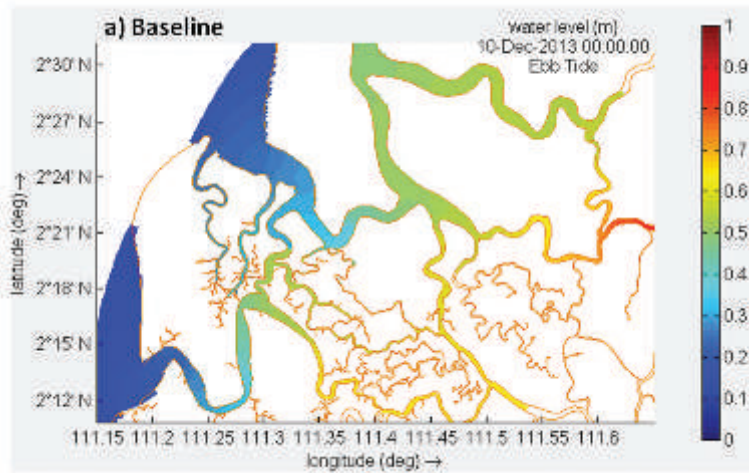 a) Baseline
water level (m)
10-Dec-2013 00.00.00
Ebb Tide
2°30' N
2°27' N
2°24' N
2°21' N
2°18' N
2°15' N
2°12' N
latitude (deg) →
111.15 111.2 111.25 111.3 111.35 111.4 111.45 111.5 111.55 111.6
longitude (deg) →
1
0.9
0.8
0.7
0.6
0.5
0.4
0.3
0.2
0.1
0